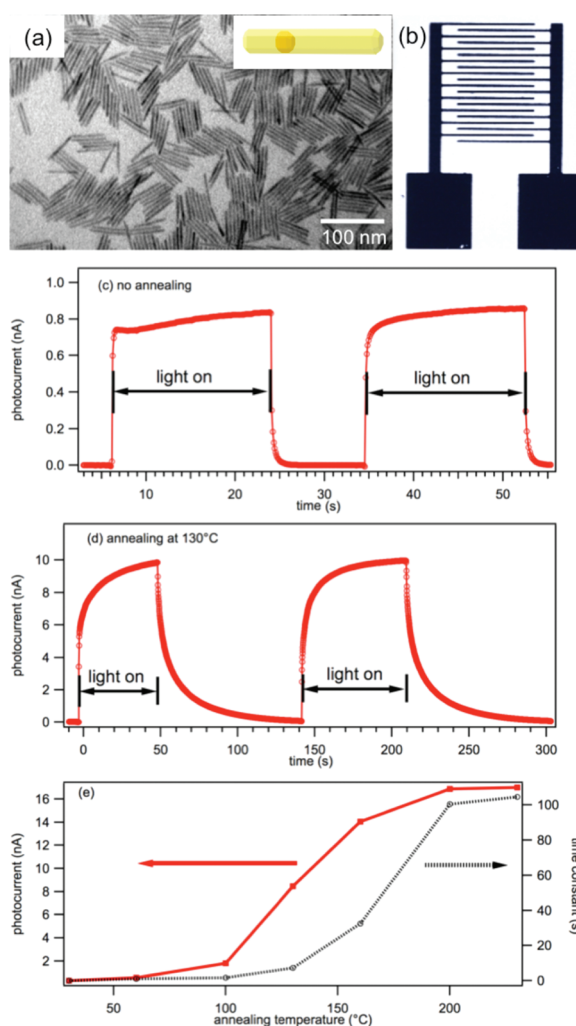 (a)
(b)
100 nm
(c) no annealing
1.0
0.8
0.6
0.4
0.2
0.0
photocurrent (nA)
light on
light on
10
20
30
40
50
time (s)
(d) annealing at 130°C
12
10
8
6
4
2
0
photocurrent (nA)
light on
light on
0
50
100
150
200
250
300
time (s)
(e)
16
14
12
10
8
6
4
2
photocurrent (nA)
100
80
60
40
20
0
time constant (s)
50
100
150
200
annealing temperature (°C)